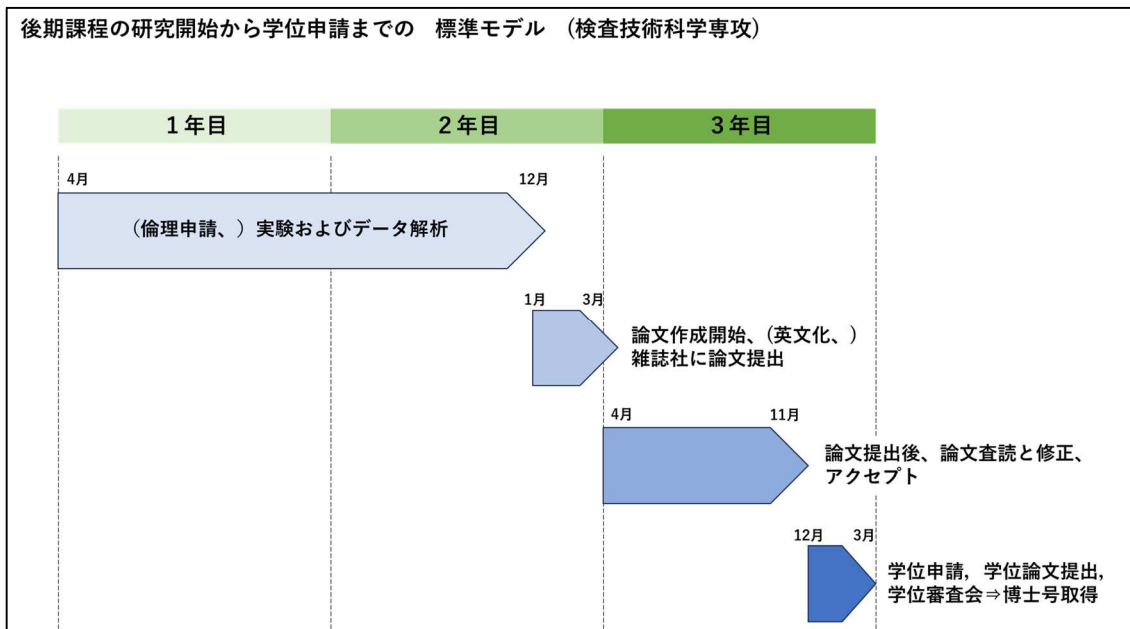 後期課程の研究開始から学位申請までの　標準モデル　(検査技術科学専攻)
1年目
2年目
3年目
4月
12月
（倫理申請、）実験およびデータ解析
1月
3月
論文作成開始、(英文化、)
雑誌社に論文提出
4月
11月
論文提出後、論文査読と修正、
アクセプト
12月
3月
学位申請，学位論文提出，
学位審査会⇒博士号取得